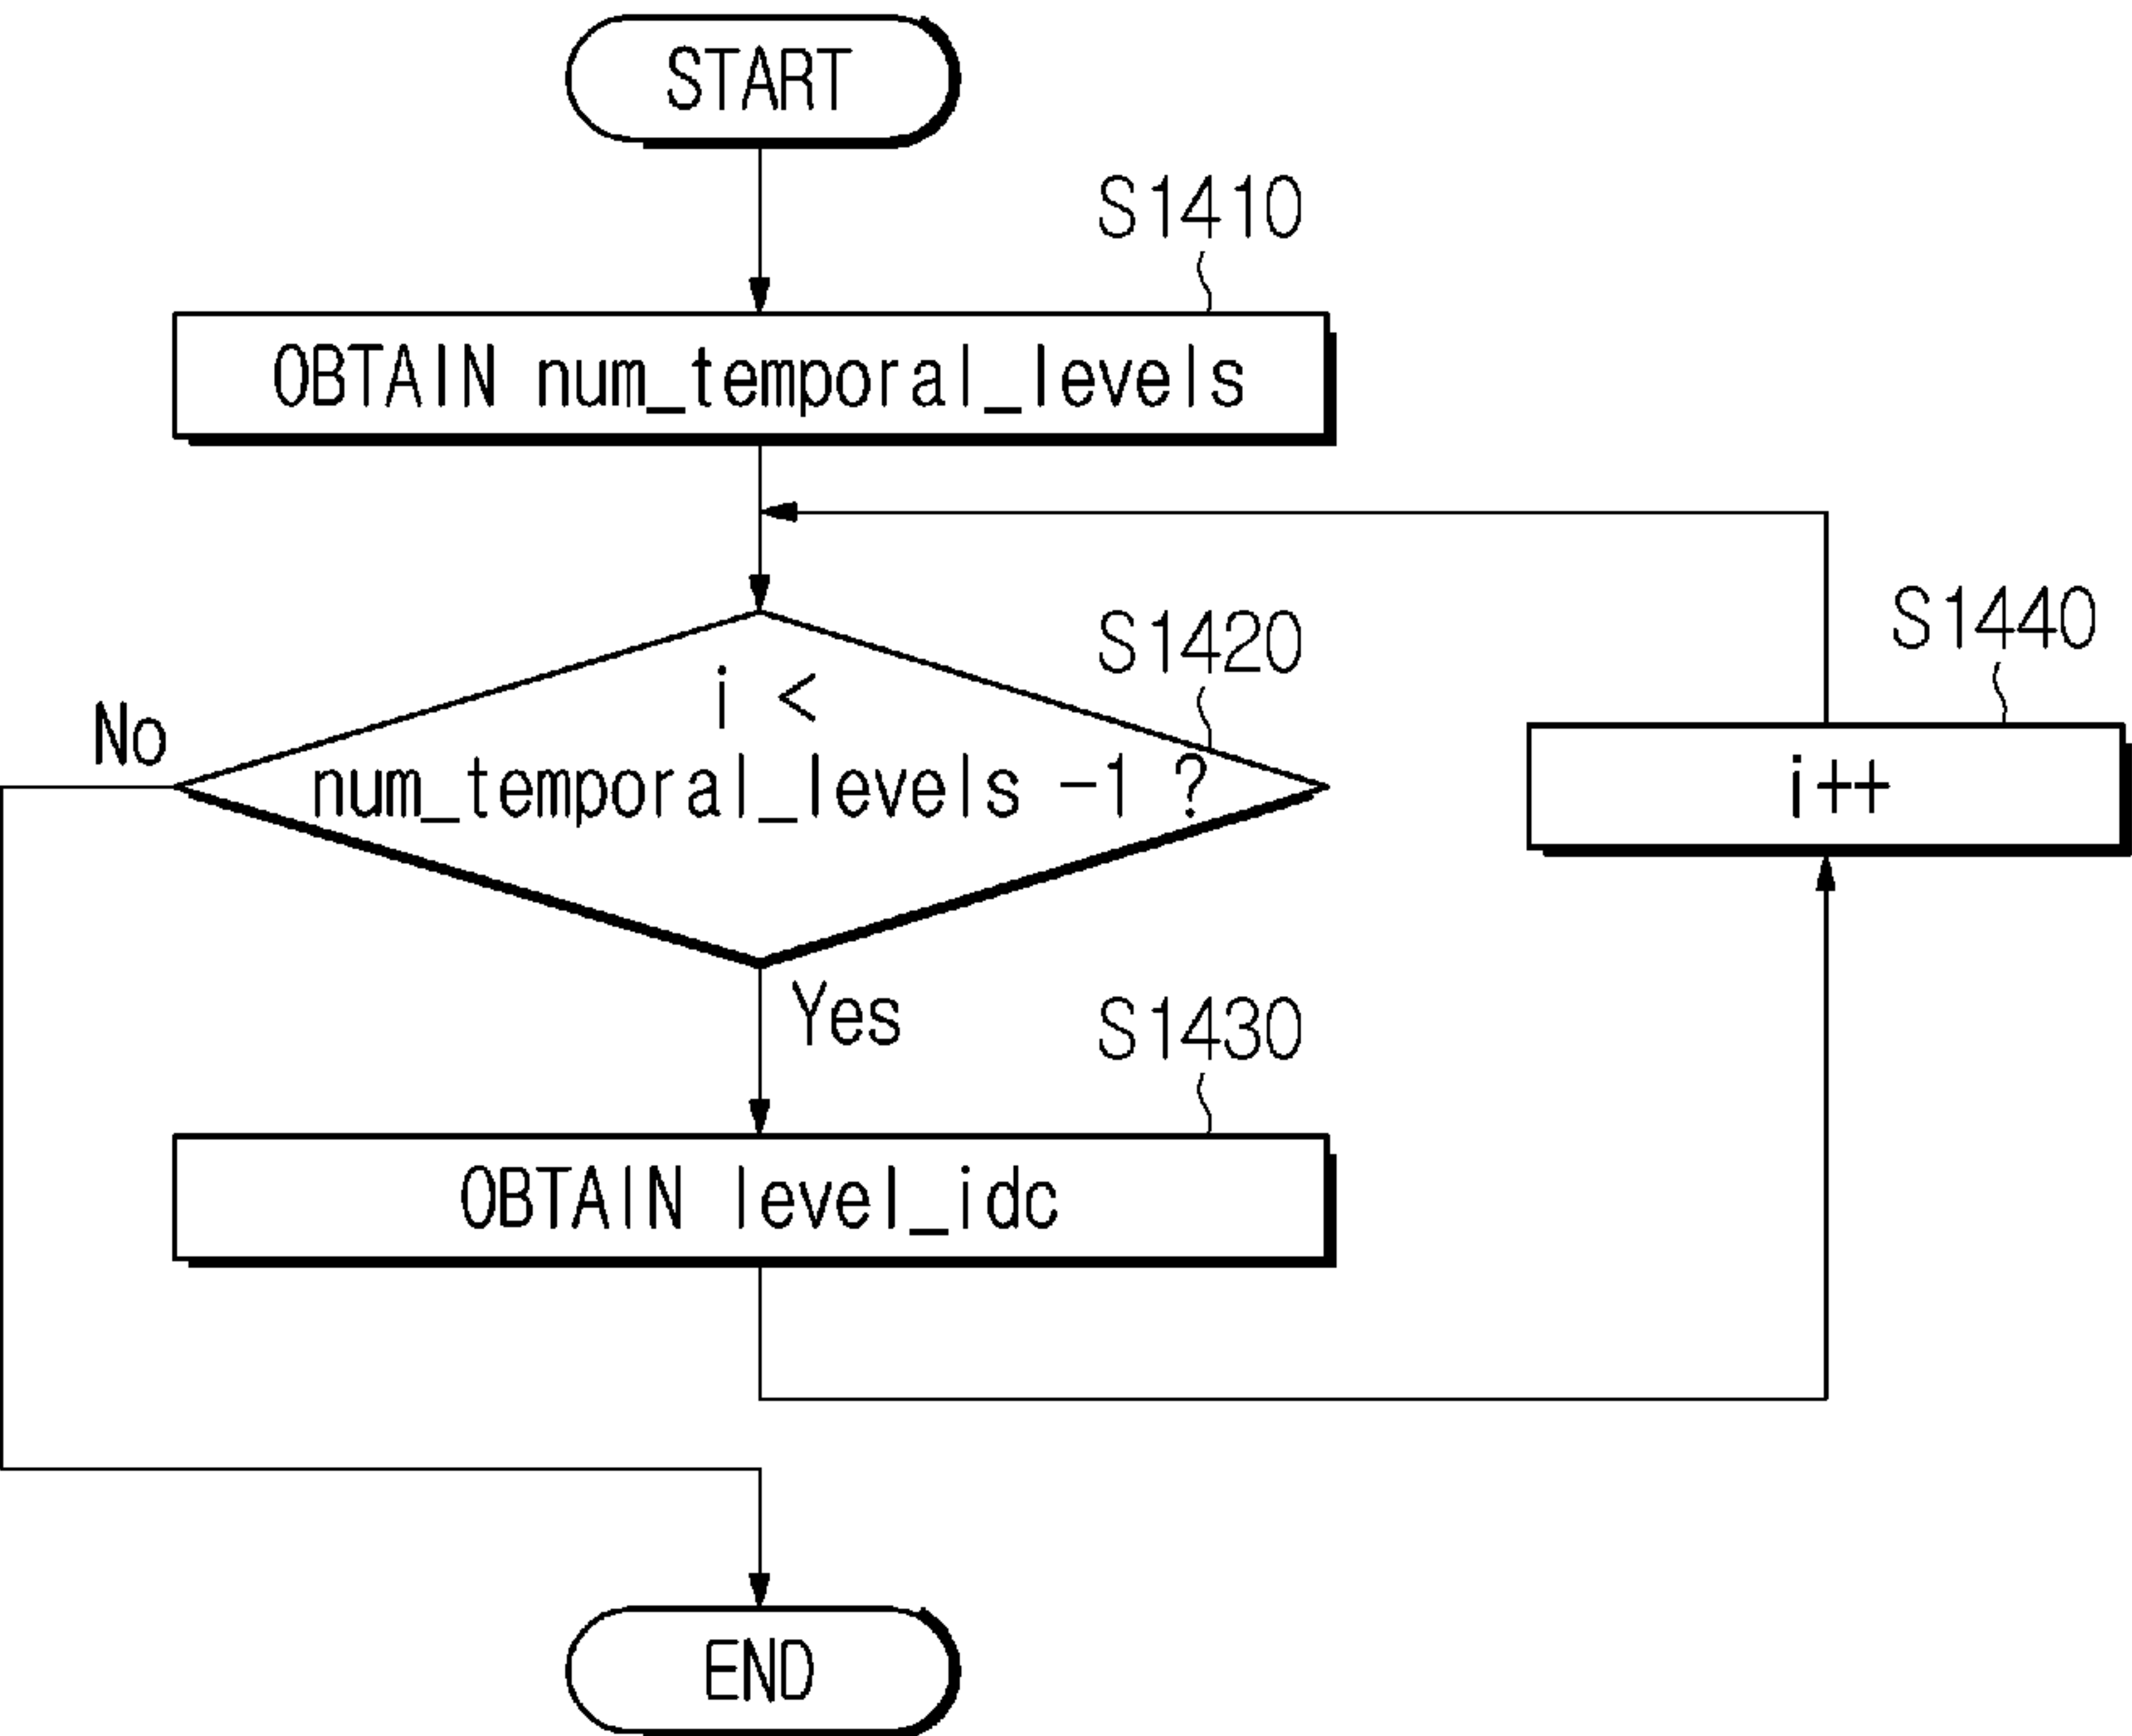 START
S1410
OBTAIN num_temporal_levels
S1420
S1440
i <
No
num_temporal_levels -1 ?
i++
Yes
S1430
OBTAIN level_idc
END